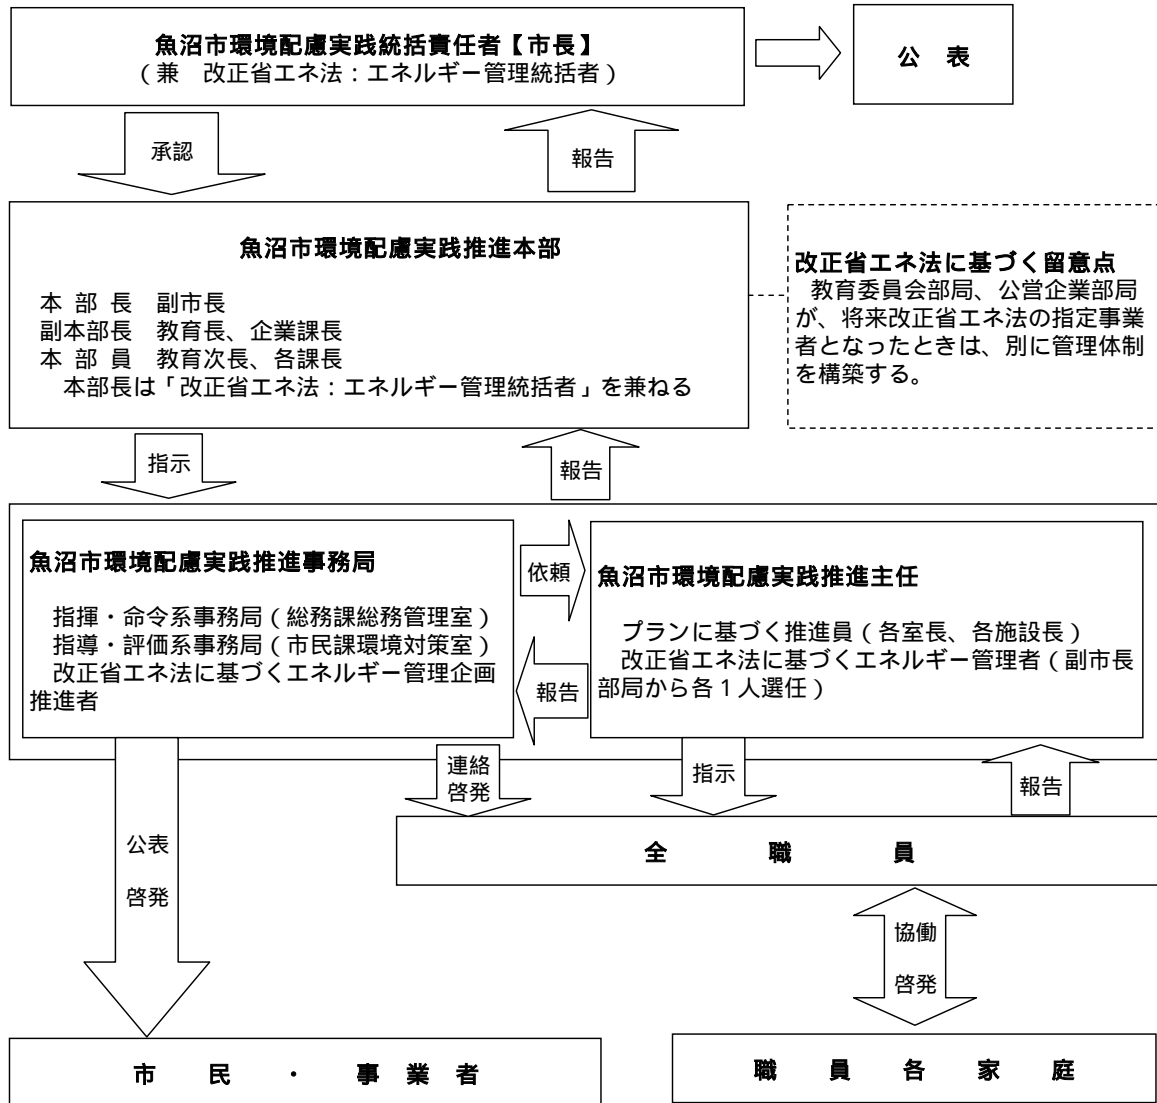 魚沼市環境配慮実践統括責任者【市長】
（兼　改正省エネ法：エネルギー管理統括者）
公　表
承認
報告
魚沼市環境配慮実践推進本部
本 部 長　副市長
副本部長　教育長、企業課長
本 部 員　教育次長、各課長
本部長は「改正省エネ法：エネルギー管理統括者」を兼ねる
改正省エネ法に基づく留意点
教育委員会部局、公営企業部局
が、将来改正省エネ法の指定事業
者となったときは、別に管理体制
を構築する。
指示
報告
魚沼市環境配慮実践推進事務局
指揮・命令系事務局（総務課総務管理室）
指導・評価系事務局（市民課環境対策室）
改正省エネ法に基づくエネルギー管理企画
推進者
依頼
報告
魚沼市環境配慮実践推進主任
プランに基づく推進員（各室長、各施設長）
改正省エネ法に基づくエネルギー管理者（副市長
部局から各１人選任）
連絡
啓発
指示
報告
公表
啓発
全　職　員
協働
啓発
市　民　・　事　業　者
職　員　各　家　庭